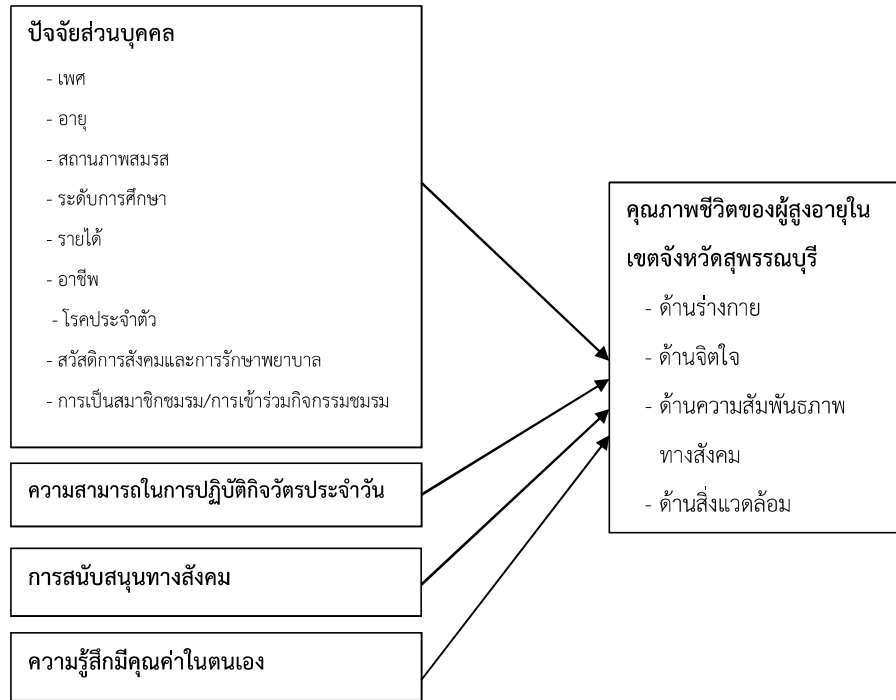 ปัจจัยส่วนบุคคล
- เพศ
- อายุ
- สถานภาพสมรส
- ระดับการศึกษา
- รายได้
- อาชีพ
- โรคประจำตัว
- สวัสดิการสังคมและการรักษาพยาบาล
- การเป็นสมาชิกชมรม/การเข้าร่วมกิจกรรมชมรม
ความสามารถในการปฏิบัติกิจวัตรประจำวัน
การสนับสนุนทางสังคม
ความรู้สึกมีคุณค่าในตนเอง
คุณภาพชีวิตของผู้สูงอายุใน
เขตจังหวัดสุพรรณบุรี
- ด้านร่างกาย
- ด้านจิตใจ
- ด้านความสัมพันธภาพ
ทางสังคม
- ด้านสิ่งแวดล้อม